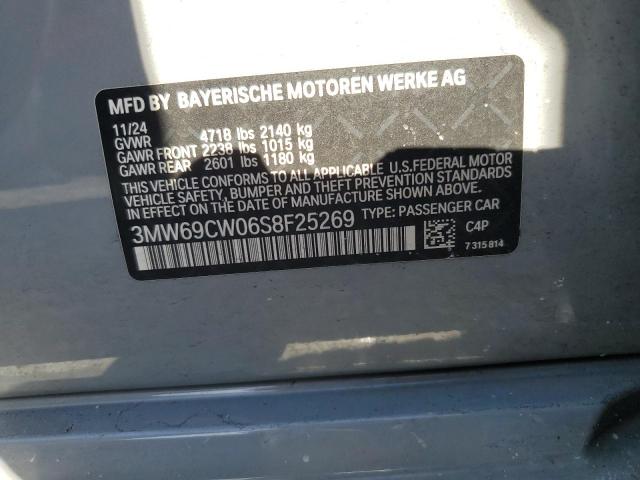 MFD BY BAYERISCHE MOTOREN WERKE AG
11/24
GVWR 4718 lbs 2140 kg
GAWR FRONT 2238 lbs 1015 kg
GAWR REAR 2601 lbs 1180 kg
THIS VEHICLE CONFORMS TO ALL APPLICABLE U.S. FEDERAL MOTOR
VEHICLE SAFETY, BUMPER AND THEFT PREVENTION STANDARDS
IN EFFECT ON THE DATE OF MANUFACTURE SHOWN ABOVE.
3MW69CW06S8F25269 TYPE: PASSENGER CAR
C4P
7 315 814